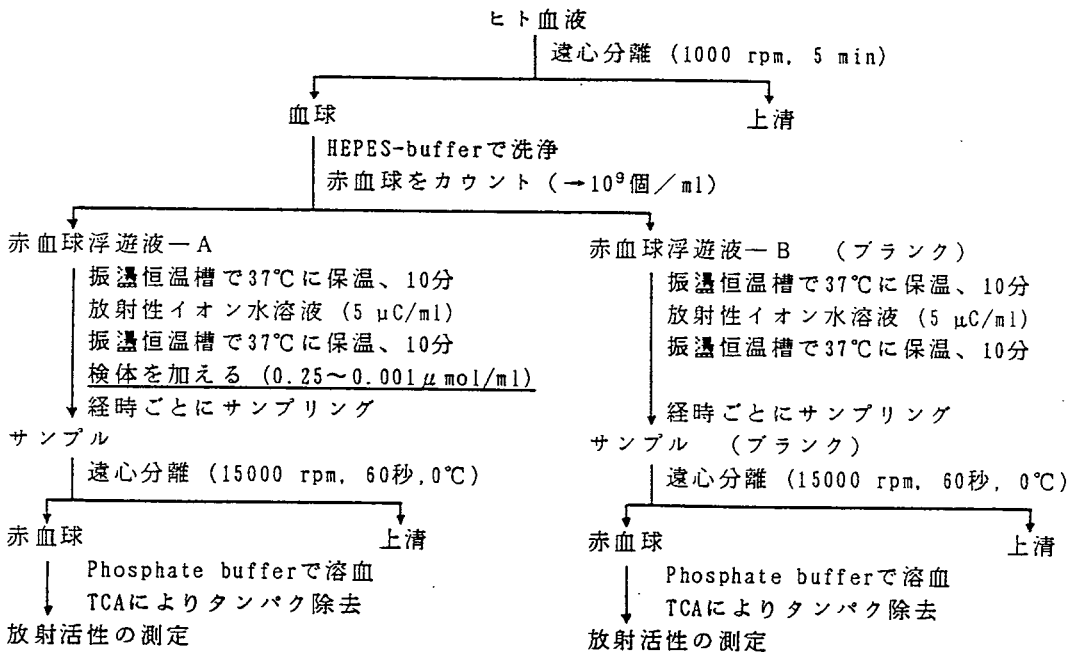 ヒト血液
遠心分離 (1000 rpm, 5 min)
血球
上清
HEPES-bufferで洗浄
赤血球をカウント (→10⁹個/ml)
赤血球浮遊液―A
振盪恒温槽で37℃に保温、10分
放射性イオン水溶液 (5 μC/ml)
振盪恒温槽で37℃に保温、10分
検体を加える (0.25~0.001μmol/ml)
経時ごとにサンプリング
サンプル
遠心分離 (15000 rpm, 60秒,0℃)
赤血球
上清
Phosphate bufferで溶血
TCAによりタンパク除去
放射活性の測定
赤血球浮遊液―B (ブランク)
振盪恒温槽で37℃に保温、10分
放射性イオン水溶液 (5 μC/ml)
振盪恒温槽で37℃に保温、10分
経時ごとにサンプリング
サンプル (ブランク)
遠心分離 (15000 rpm, 60秒, 0℃)
赤血球
上清
Phosphate bufferで溶血
TCAによりタンパク除去
放射活性の測定